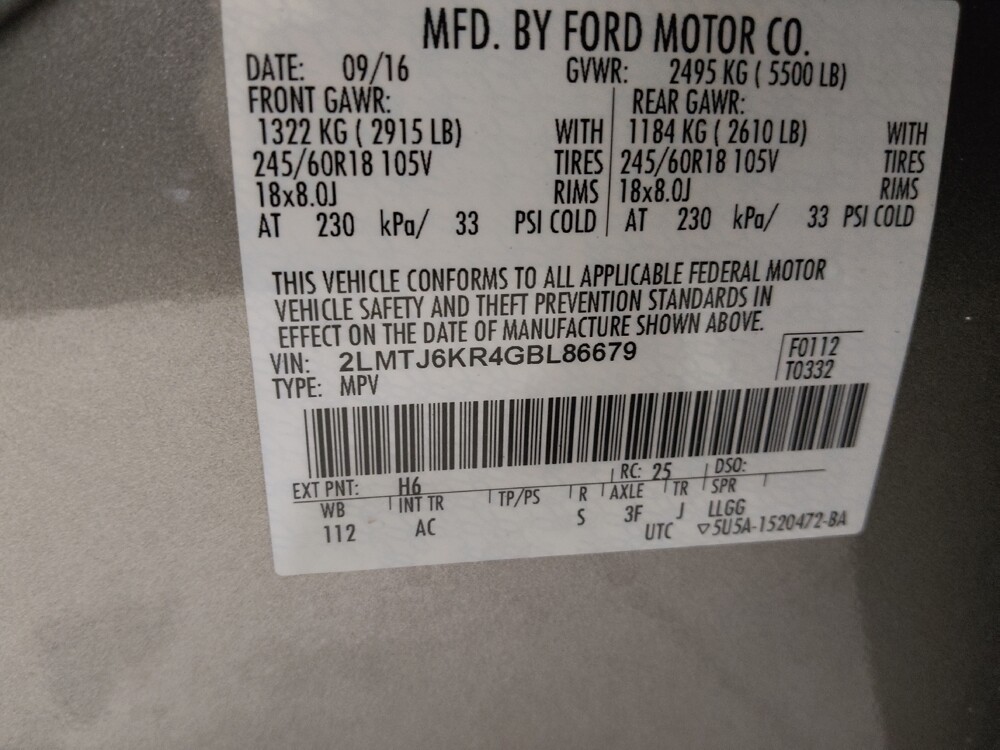 MFD. BY FORD MOTOR CO.
DATE: 09/16 GVWR: 2495 KG ( 5500 LB)
FRONT GAWR: REAR GAWR:
1322 KG ( 2915 LB) WITH 1184 KG ( 2610 LB) WITH
245/60R18 105V TIRES 245/60R18 105V TIRES
18x8.0J RIMS 18x8.0J RIMS
AT 230 kPa/ 33 PSI COLD AT 230 kPa/ 33 PSI COLD
THIS VEHICLE CONFORMS TO ALL APPLICABLE FEDERAL MOTOR
VEHICLE SAFETY AND THEFT PREVENTION STANDARDS IN
EFFECT ON THE DATE OF MANUFACTURE SHOWN ABOVE.
VIN: 2LMTJ6KR4GBL86679 F0112
TYPE: MPV T0332
EXT PNT: H6 RC: 25 DSO:
WB INT TR TP/PS R AXLE TR SPR
112 AC S 3F J LLGG
UTC ▽5U5A-1520472-BA